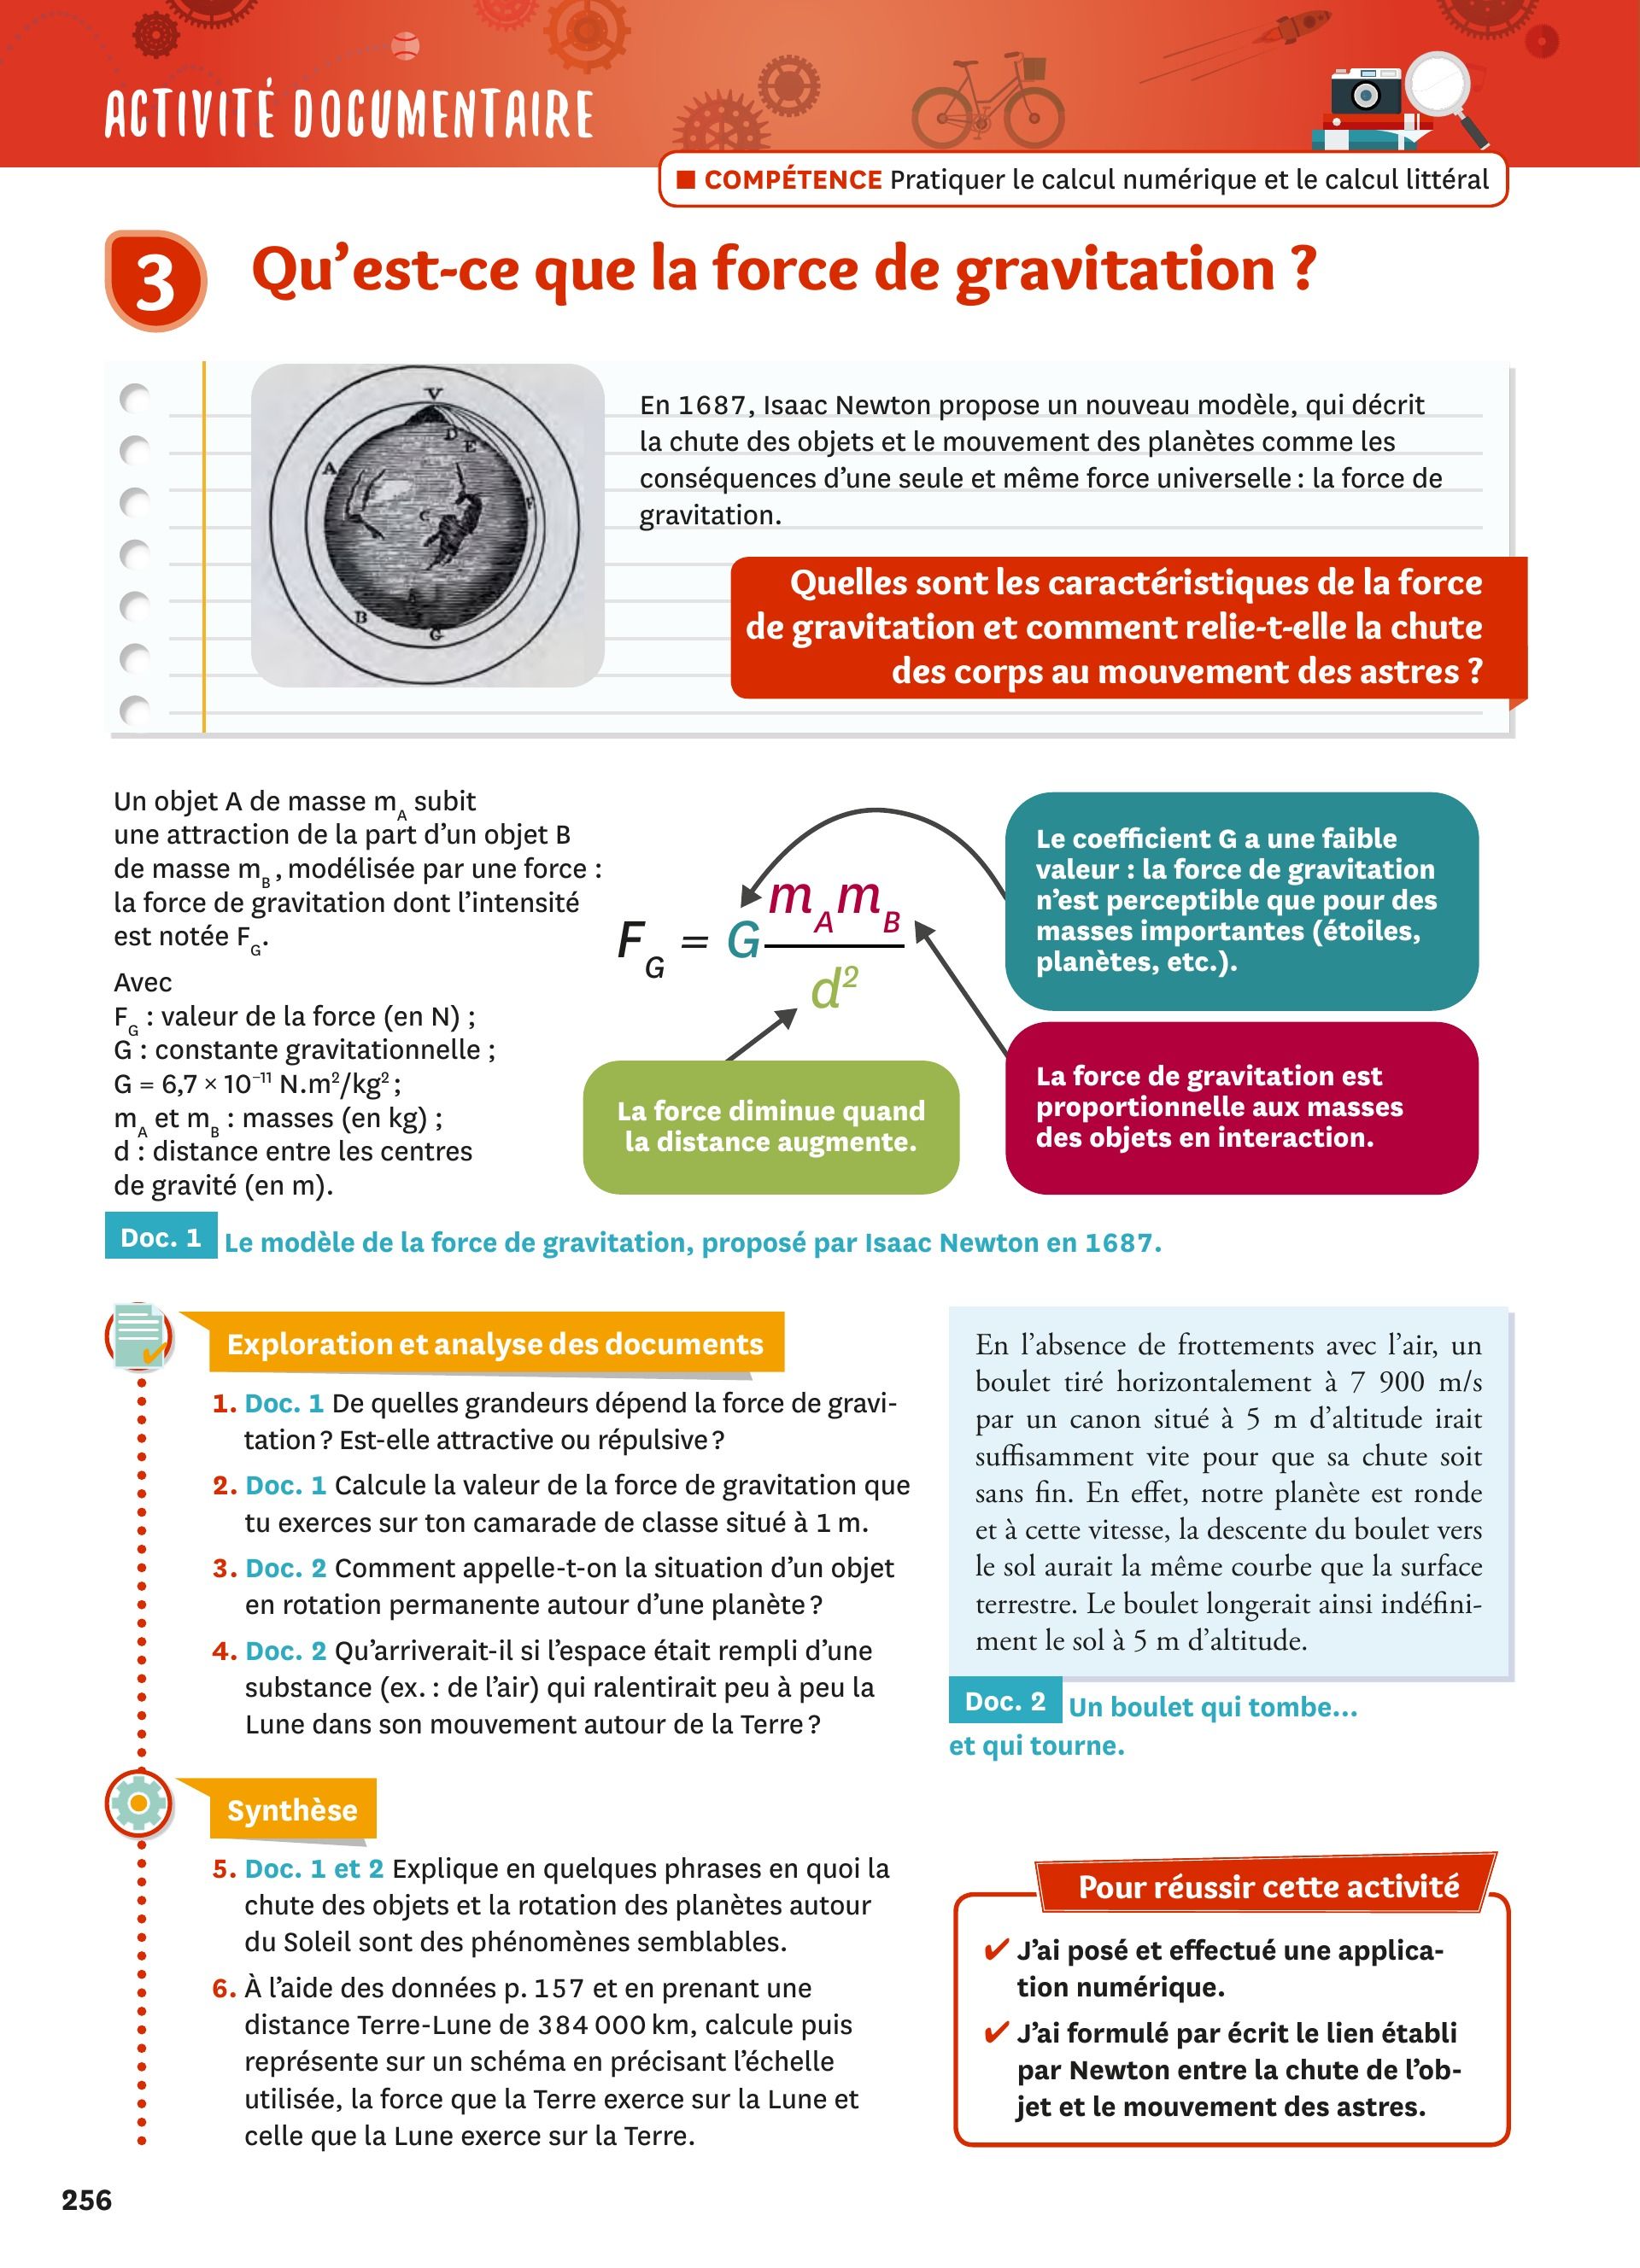 ACTIVITÉ DOCUMENTAIRE
■ COMPÉTENCE Pratiquer le calcul numérique et le calcul littéral
3 Qu’est-ce que la force de gravitation ?
V
D
E
A
F
C
B
G
En 1687, Isaac Newton propose un nouveau modèle, qui décrit
la chute des objets et le mouvement des planètes comme les
conséquences d’une seule et même force universelle : la force de
gravitation.
Quelles sont les caractéristiques de la force
de gravitation et comment relie-t-elle la chute
des corps au mouvement des astres ?
Un objet A de masse m_A subit
une attraction de la part d’un objet B
de masse m_B, modélisée par une force :
la force de gravitation dont l’intensité
est notée F_G.
Avec
F_G : valeur de la force (en N) ;
G : constante gravitationnelle ;
G = 6,7 × 10⁻¹¹ N.m²/kg² ;
m_A et m_B : masses (en kg) ;
d : distance entre les centres
de gravité (en m).
F_G = G m_A m_B / d²
Le coefficient G a une faible
valeur : la force de gravitation
n’est perceptible que pour des
masses importantes (étoiles,
planètes, etc.).
La force diminue quand
la distance augmente.
La force de gravitation est
proportionnelle aux masses
des objets en interaction.
Doc. 1 Le modèle de la force de gravitation, proposé par Isaac Newton en 1687.
Exploration et analyse des documents
1. Doc. 1 De quelles grandeurs dépend la force de gravi-
tation ? Est-elle attractive ou répulsive ?
2. Doc. 1 Calcule la valeur de la force de gravitation que
tu exerces sur ton camarade de classe situé à 1 m.
3. Doc. 2 Comment appelle-t-on la situation d’un objet
en rotation permanente autour d’une planète ?
4. Doc. 2 Qu’arriverait-il si l’espace était rempli d’une
substance (ex. : de l’air) qui ralentirait peu à peu la
Lune dans son mouvement autour de la Terre ?
En l’absence de frottements avec l’air, un
boulet tiré horizontalement à 7 900 m/s
par un canon situé à 5 m d’altitude irait
suffisamment vite pour que sa chute soit
sans fin. En effet, notre planète est ronde
et à cette vitesse, la descente du boulet vers
le sol aurait la même courbe que la surface
terrestre. Le boulet longerait ainsi indéfini-
ment le sol à 5 m d’altitude.
Doc. 2 Un boulet qui tombe...
et qui tourne.
Synthèse
5. Doc. 1 et 2 Explique en quelques phrases en quoi la
chute des objets et la rotation des planètes autour
du Soleil sont des phénomènes semblables.
6. À l’aide des données p. 157 et en prenant une
distance Terre-Lune de 384 000 km, calcule puis
représente sur un schéma en précisant l’échelle
utilisée, la force que la Terre exerce sur la Lune et
celle que la Lune exerce sur la Terre.
Pour réussir cette activité
✔ J’ai posé et effectué une applica-
tion numérique.
✔ J’ai formulé par écrit le lien établi
par Newton entre la chute de l’ob-
jet et le mouvement des astres.
256